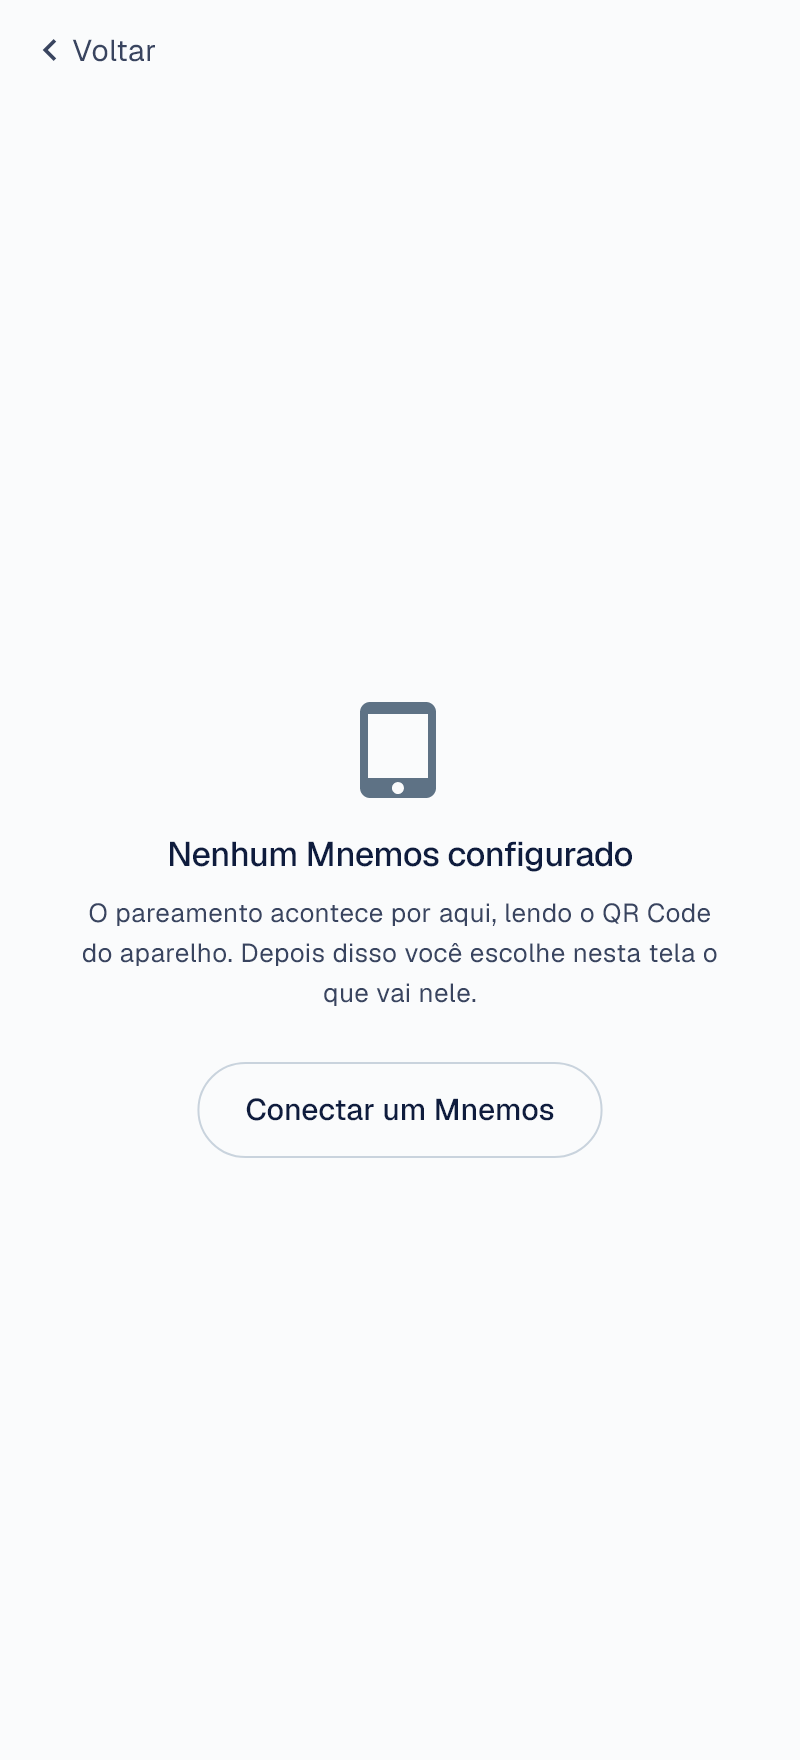 Voltar
Nenhum Mnemos configurado
O pareamento acontece por aqui, lendo o QR Code
do aparelho. Depois disso você escolhe nesta tela o
que vai nele.
Conectar um Mnemos